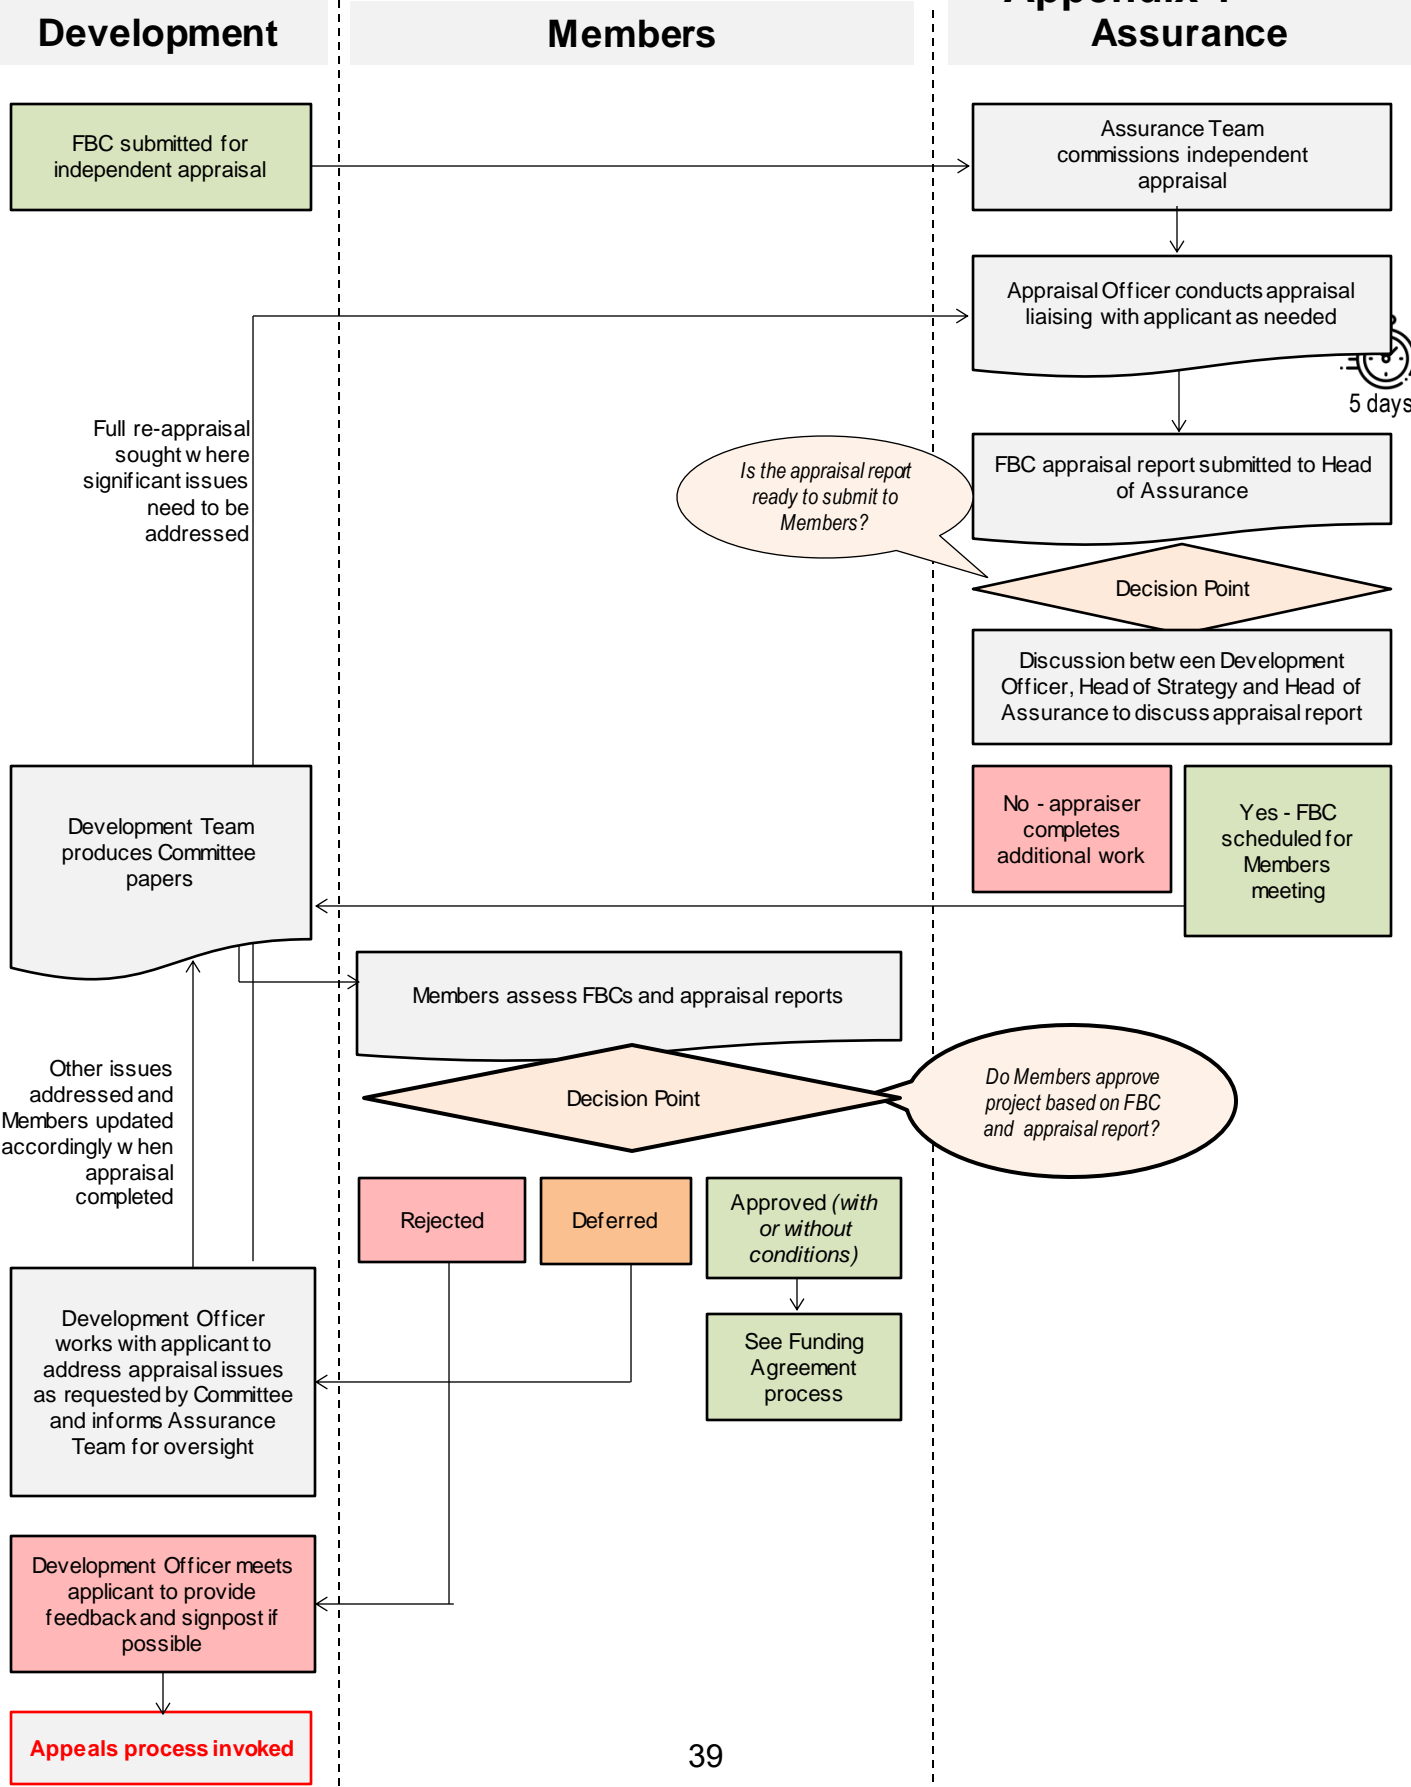 Appendix 1
Development
Members
Assurance
FBC submitted for
independent appraisal
Assurance Team
commissions independent
appraisal
Appraisal Officer conducts appraisal
liaising with applicant as needed
5 days
Full re-appraisal
sought where
significant issues
need to be
addressed
Is the appraisal report
ready to submit to
Members?
FBC appraisal report submitted to Head
of Assurance
Decision Point
Discussion between Development
Officer, Head of Strategy and Head of
Assurance to discuss appraisal report
Development Team
produces Committee
papers
No - appraiser
completes
additional work
Yes - FBC
scheduled for
Members
meeting
Members assess FBCs and appraisal reports
Other issues
addressed and
Members updated
accordingly when
appraisal
completed
Decision Point
Do Members approve
project based on FBC
and appraisal report?
Rejected
Deferred
Approved (with
or without
conditions)
Development Officer
works with applicant to
address appraisal issues
as requested by Committee
and informs Assurance
Team for oversight
See Funding
Agreement
process
Development Officer meets
applicant to provide
feedback and signpost if
possible
Appeals process invoked
39